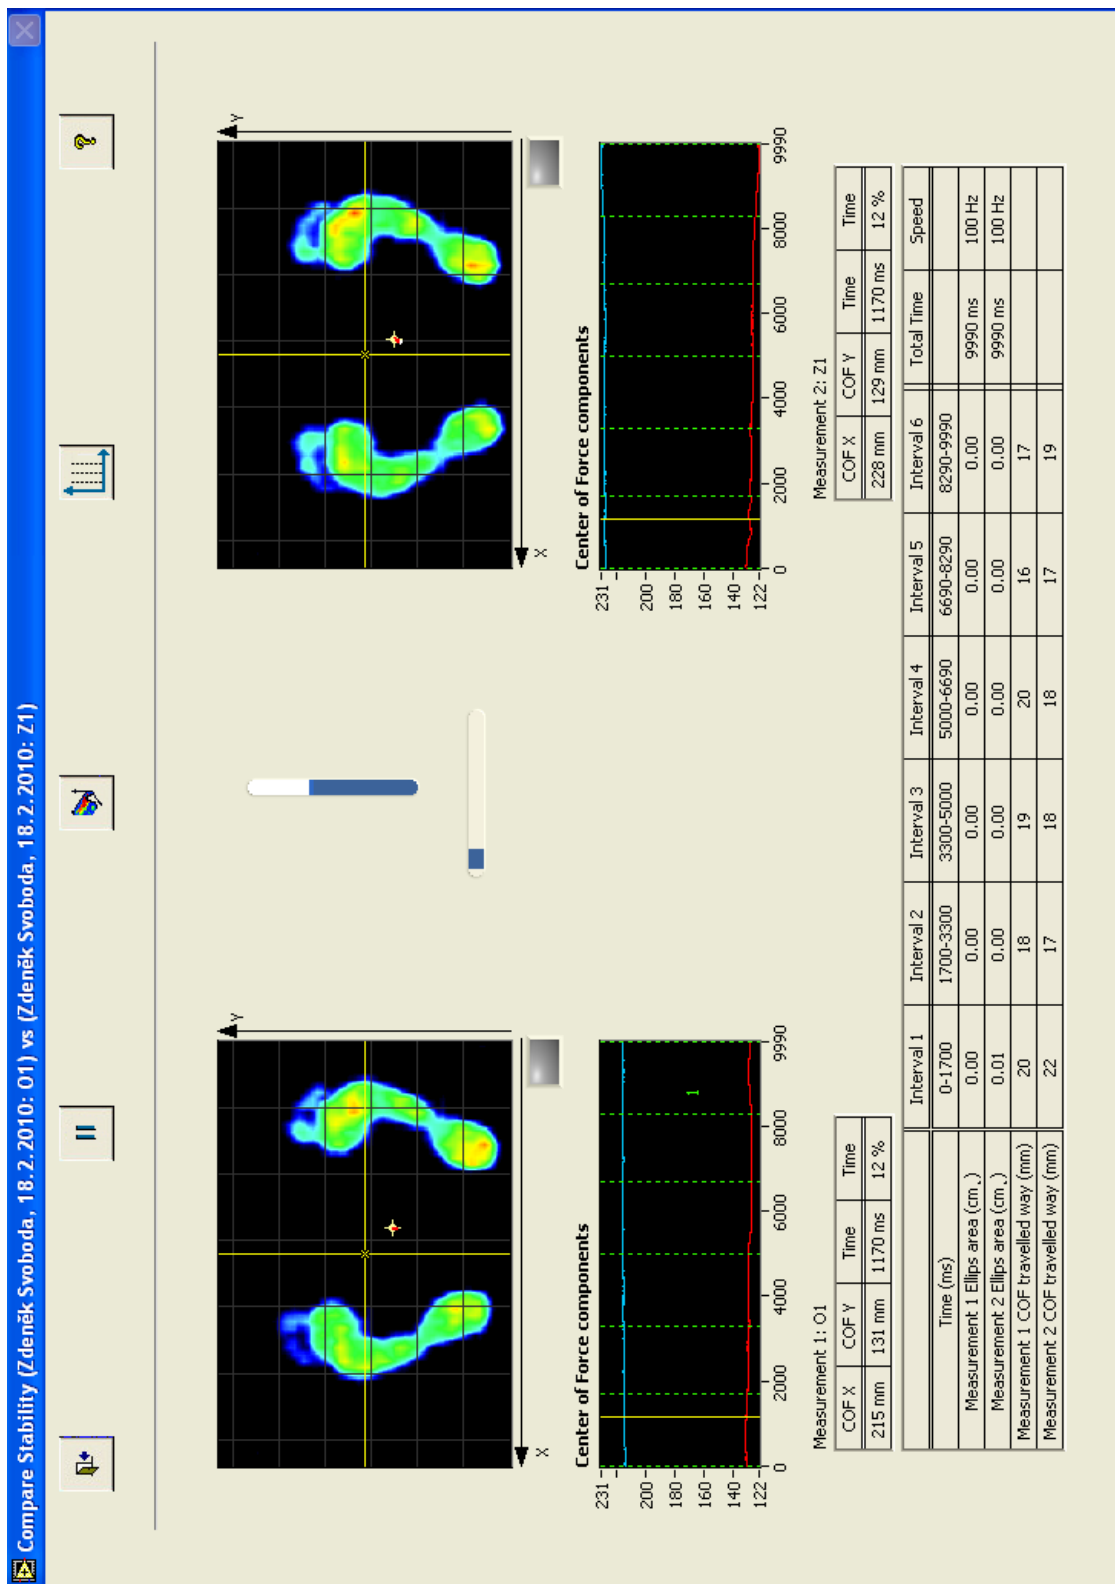 Compare Stability (Zdeněk Svoboda, 18.2.2010: O1) vs (Zdeněk Svoboda, 18.2.2010: Z1)
?
Y
X
Y
X
Center of Force components
231
200
180
160
140
122
1
0 2000 4000 6000 8000 9990
Center of Force components
231
200
180
160
140
122
0 2000 4000 6000 8000 9990
Measurement 1: O1
COF X COF Y Time Time
215 mm 131 mm 1170 ms 12 %
Measurement 2: Z1
COF X COF Y Time Time
228 mm 129 mm 1170 ms 12 %
Interval 1 Interval 2 Interval 3 Interval 4 Interval 5 Interval 6 Total Time Speed
Time (ms) 0-1700 1700-3300 3300-5000 5000-6690 6690-8290 8290-9990
Measurement 1 Ellips area (cm˛) 0.00 0.00 0.00 0.00 0.00 0.00 9990 ms 100 Hz
Measurement 2 Ellips area (cm˛) 0.01 0.00 0.00 0.00 0.00 0.00 9990 ms 100 Hz
Measurement 1 COF travelled way (mm) 20 18 19 20 16 17
Measurement 2 COF travelled way (mm) 22 17 18 18 17 19